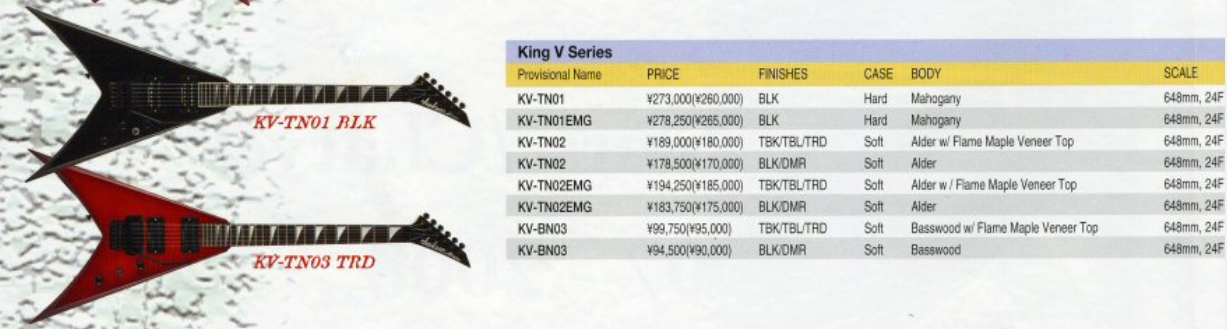 KV-TN01 BLK
KV-TN03 TRD
King V Series
Provisional Name PRICE FINISHES CASE BODY SCALE
KV-TN01 ¥273,000(¥260,000) BLK Hard Mahogany 648mm, 24F
KV-TN01EMG ¥278,250(¥265,000) BLK Hard Mahogany 648mm, 24F
KV-TN02 ¥189,000(¥180,000) TBK/TBL/TRD Soft Alder w/ Flame Maple Veneer Top 648mm, 24F
KV-TN02 ¥178,500(¥170,000) BLK/DMR Soft Alder 648mm, 24F
KV-TN02EMG ¥194,250(¥185,000) TBK/TBL/TRD Soft Alder w / Flame Maple Veneer Top 648mm, 24F
KV-TN02EMG ¥183,750(¥175,000) BLK/DMR Soft Alder 648mm, 24F
KV-BN03 ¥99,750(¥95,000) TBK/TBL/TRD Soft Basswood w/ Flame Maple Veneer Top 648mm, 24F
KV-BN03 ¥94,500(¥90,000) BLK/DMR Soft Basswood 648mm, 24F